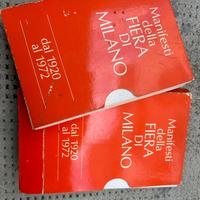 Manifesti
della
FIERA
DI
MILANO
dal 1920
al 1972
Manifesti
della
FIERA
DI
MILANO
dal 1920
al 1972